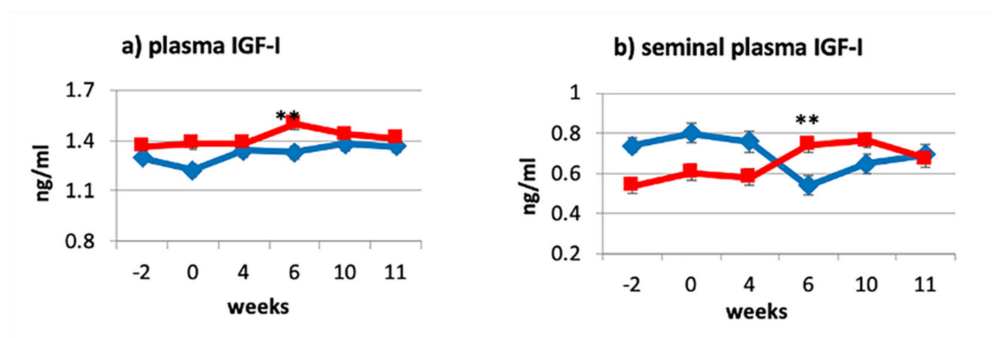 a) plasma IGF-I
1.7
1.4
1.1
0.8
ng/ml
**
-2 0 4 6 10 11
weeks
b) seminal plasma IGF-I
1
0.8
0.6
0.4
0.2
ng/ml
**
-2 0 4 6 10 11
weeks